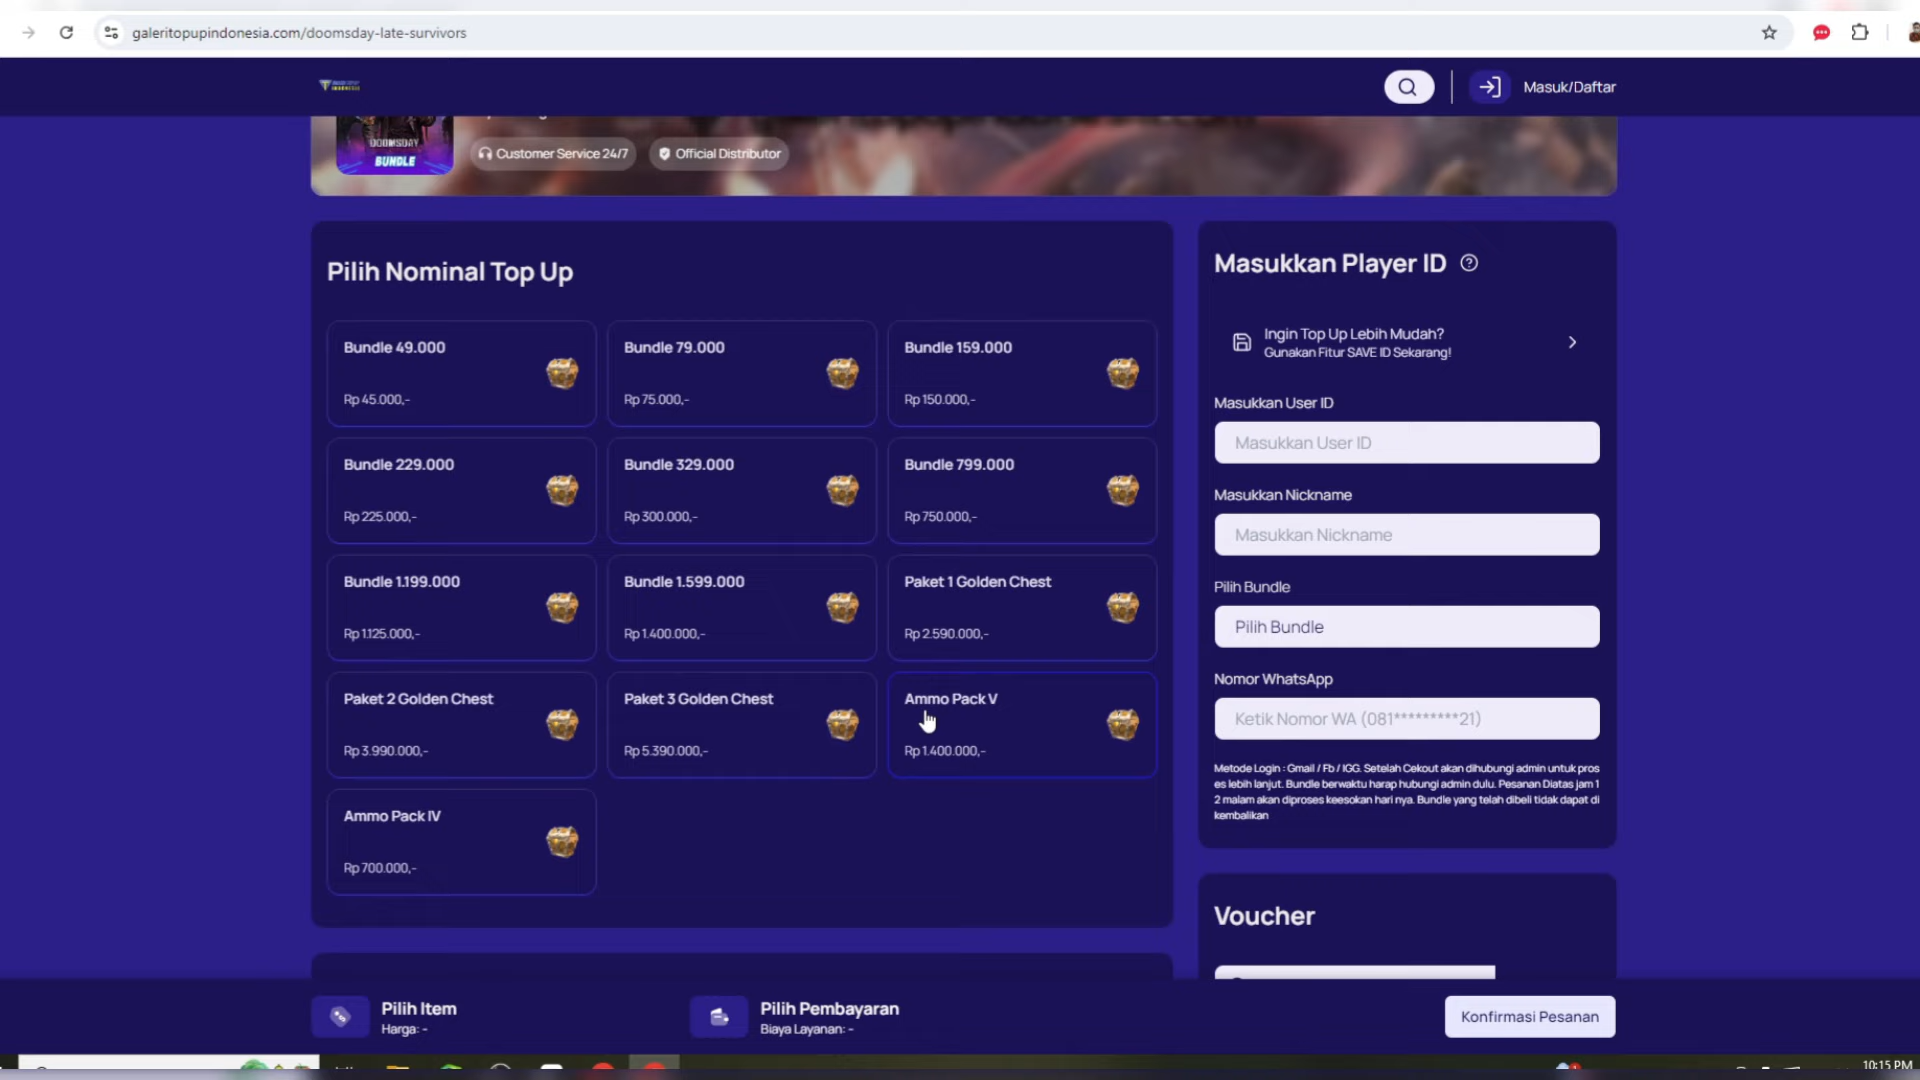 galeritopupindonesia.com/doomsday-late-survivors
INDONESIA
Masuk/Daftar
DOOMSDAY
BUNDLE
Customer Service 24/7
Official Distributor
Pilih Nominal Top Up
Bundle 49.000
Rp 45.000,-
Bundle 79.000
Rp 75.000,-
Bundle 159.000
Rp 150.000,-
Bundle 229.000
Rp 225.000,-
Bundle 329.000
Rp 300.000,-
Bundle 799.000
Rp 750.000,-
Bundle 1.199.000
Rp 1.125.000,-
Bundle 1.599.000
Rp 1.400.000,-
Paket 1 Golden Chest
Rp 2.590.000,-
Paket 2 Golden Chest
Rp 3.990.000,-
Paket 3 Golden Chest
Rp 5.390.000,-
Ammo Pack V
Rp 1.400.000,-
Ammo Pack IV
Rp 700.000,-
Masukkan Player ID
Ingin Top Up Lebih Mudah?
Gunakan Fitur SAVE ID Sekarang!
Masukkan User ID
Masukkan User ID
Masukkan Nickname
Masukkan Nickname
Pilih Bundle
Pilih Bundle
Nomor WhatsApp
Ketik Nomor WA (081*********21)
Metode Login : Gmail / Fb / IGG. Setelah Cekout akan dihubungi admin untuk pros
es lebih lanjut. Bundle berwaktu harap hubungi admin dulu. Pesanan Diatas jam 1
2 malam akan diproses keesokan hari nya. Bundle yang telah dibeli tidak dapat di
kembalikan
Voucher
Pilih Item
Harga: -
Pilih Pembayaran
Biaya Layanan: -
Konfirmasi Pesanan
10:15 PM